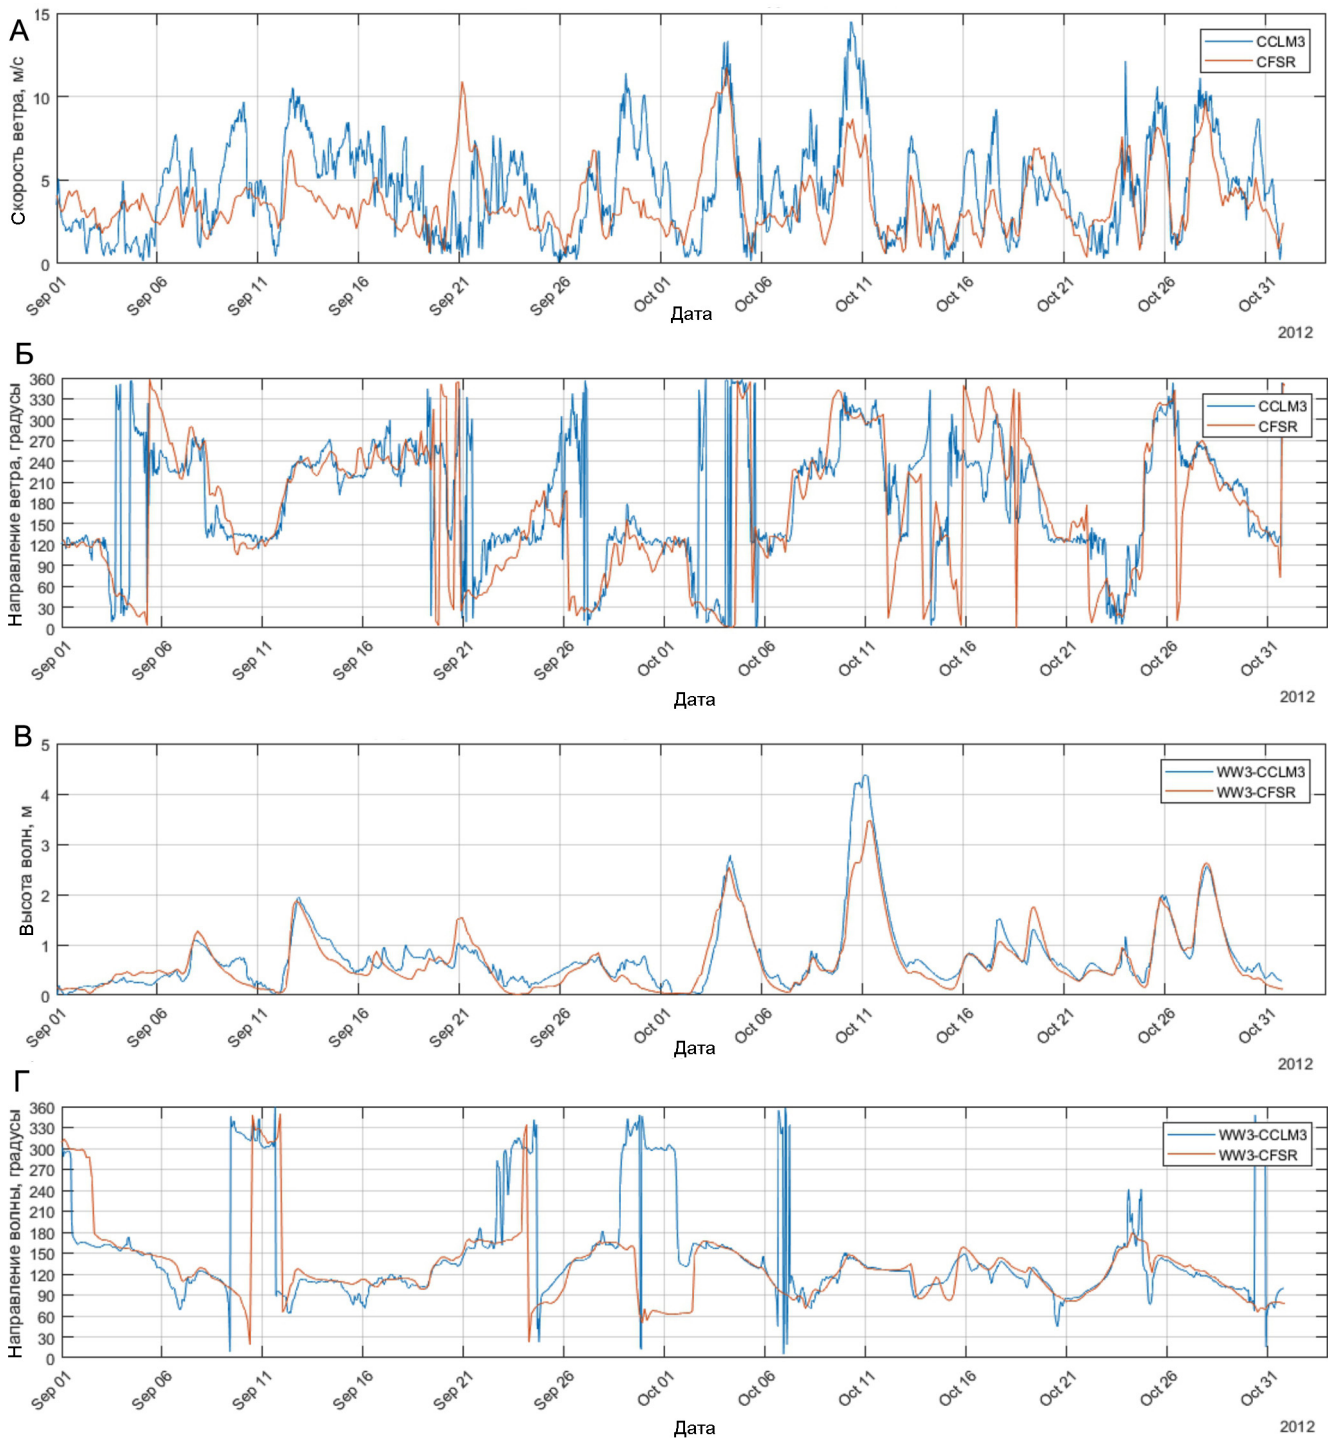 А
Скорость ветра, м/с
15
10
5
0
CCLM3
CFSR
Sep 01
Sep 06
Sep 11
Sep 16
Sep 21
Sep 26
Oct 01
Oct 06
Oct 11
Oct 16
Oct 21
Oct 26
Oct 31
Дата
2012
Б
Направление ветра, градусы
360
330
300
270
240
210
180
150
120
90
60
30
0
CCLM3
CFSR
Sep 01
Sep 06
Sep 11
Sep 16
Sep 21
Sep 26
Oct 01
Oct 06
Oct 11
Oct 16
Oct 21
Oct 26
Oct 31
Дата
2012
В
Высота волн, м
5
4
3
2
1
0
WW3-CCLM3
WW3-CFSR
Sep 01
Sep 06
Sep 11
Sep 16
Sep 21
Sep 26
Oct 01
Oct 06
Oct 11
Oct 16
Oct 21
Oct 26
Oct 31
Дата
2012
Г
Направление волны, градусы
360
330
300
270
240
210
180
150
120
90
60
30
0
WW3-CCLM3
WW3-CFSR
Sep 01
Sep 06
Sep 11
Sep 16
Sep 21
Sep 26
Oct 01
Oct 06
Oct 11
Oct 16
Oct 21
Oct 26
Oct 31
Дата
2012